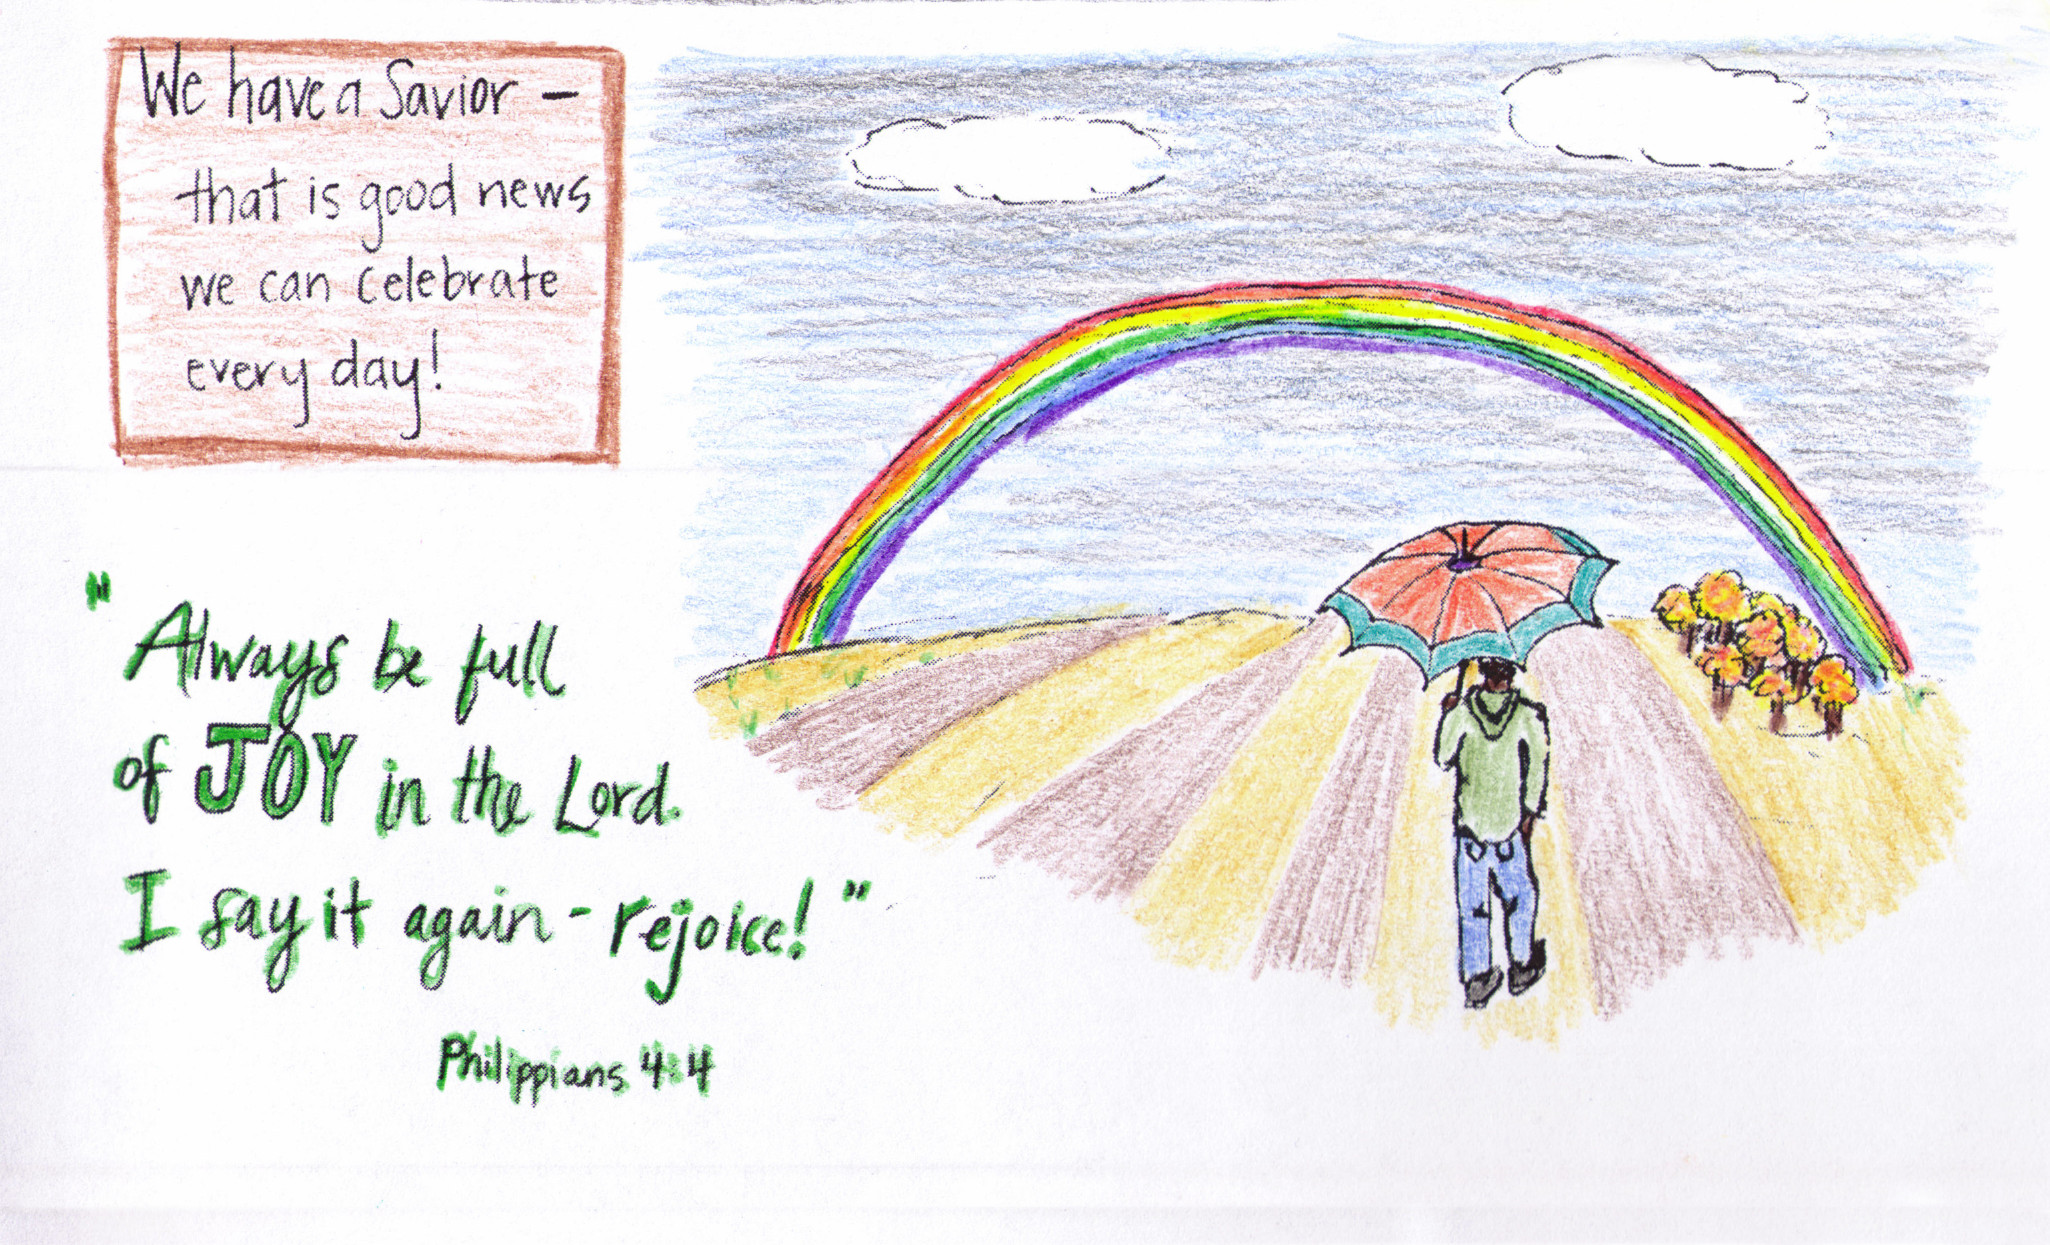 We have a Savior -
that is good news
we can celebrate
every day!
"Always be full
of JOY in the Lord.
I say it again - rejoice!"
Philippians 4:4